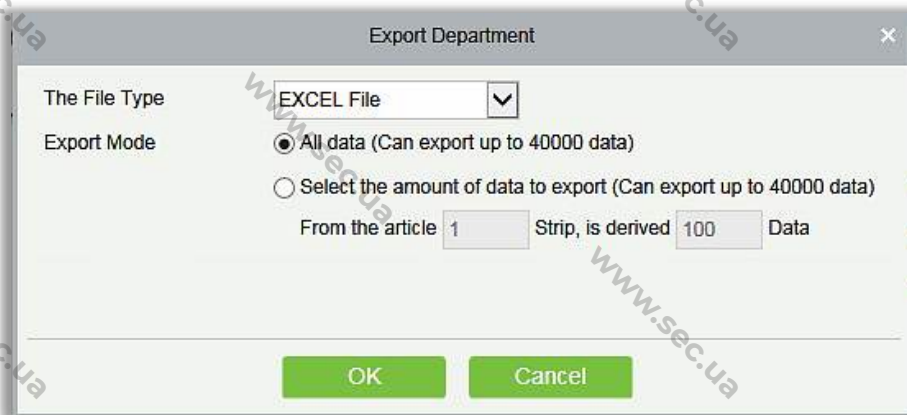 Export Department
The File Type EXCEL File
Export Mode All data (Can export up to 40000 data)
Select the amount of data to export (Can export up to 40000 data)
From the article 1 Strip, is derived 100 Data
OK Cancel
www.sec.ua
www.sec.ua
c.ua
c.ua
c.ua